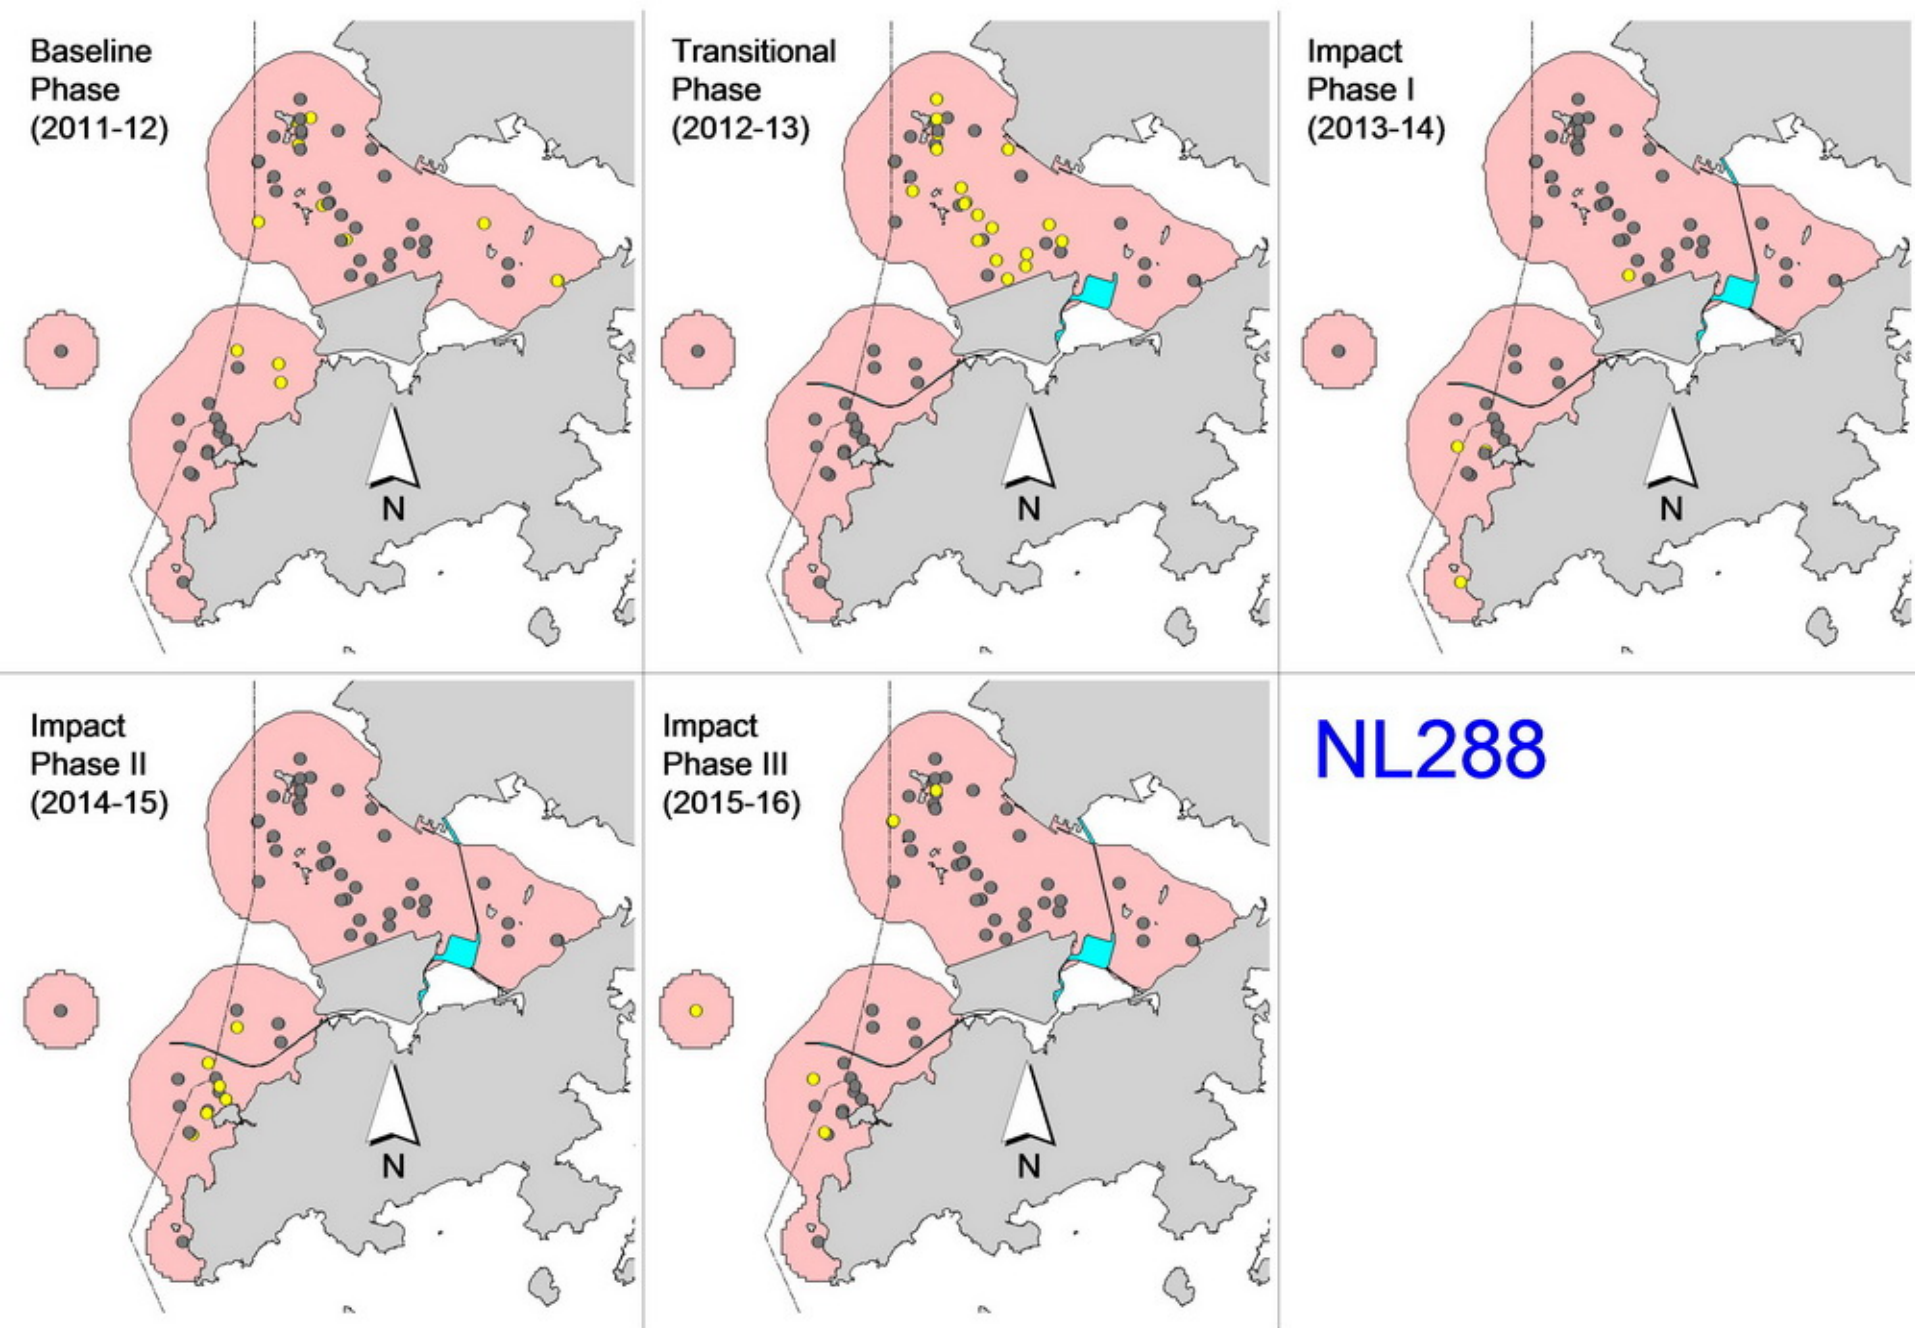 Baseline
Phase
(2011-12)
N
Transitional
Phase
(2012-13)
N
Impact
Phase I
(2013-14)
N
Impact
Phase II
(2014-15)
N
Impact
Phase III
(2015-16)
N
NL288